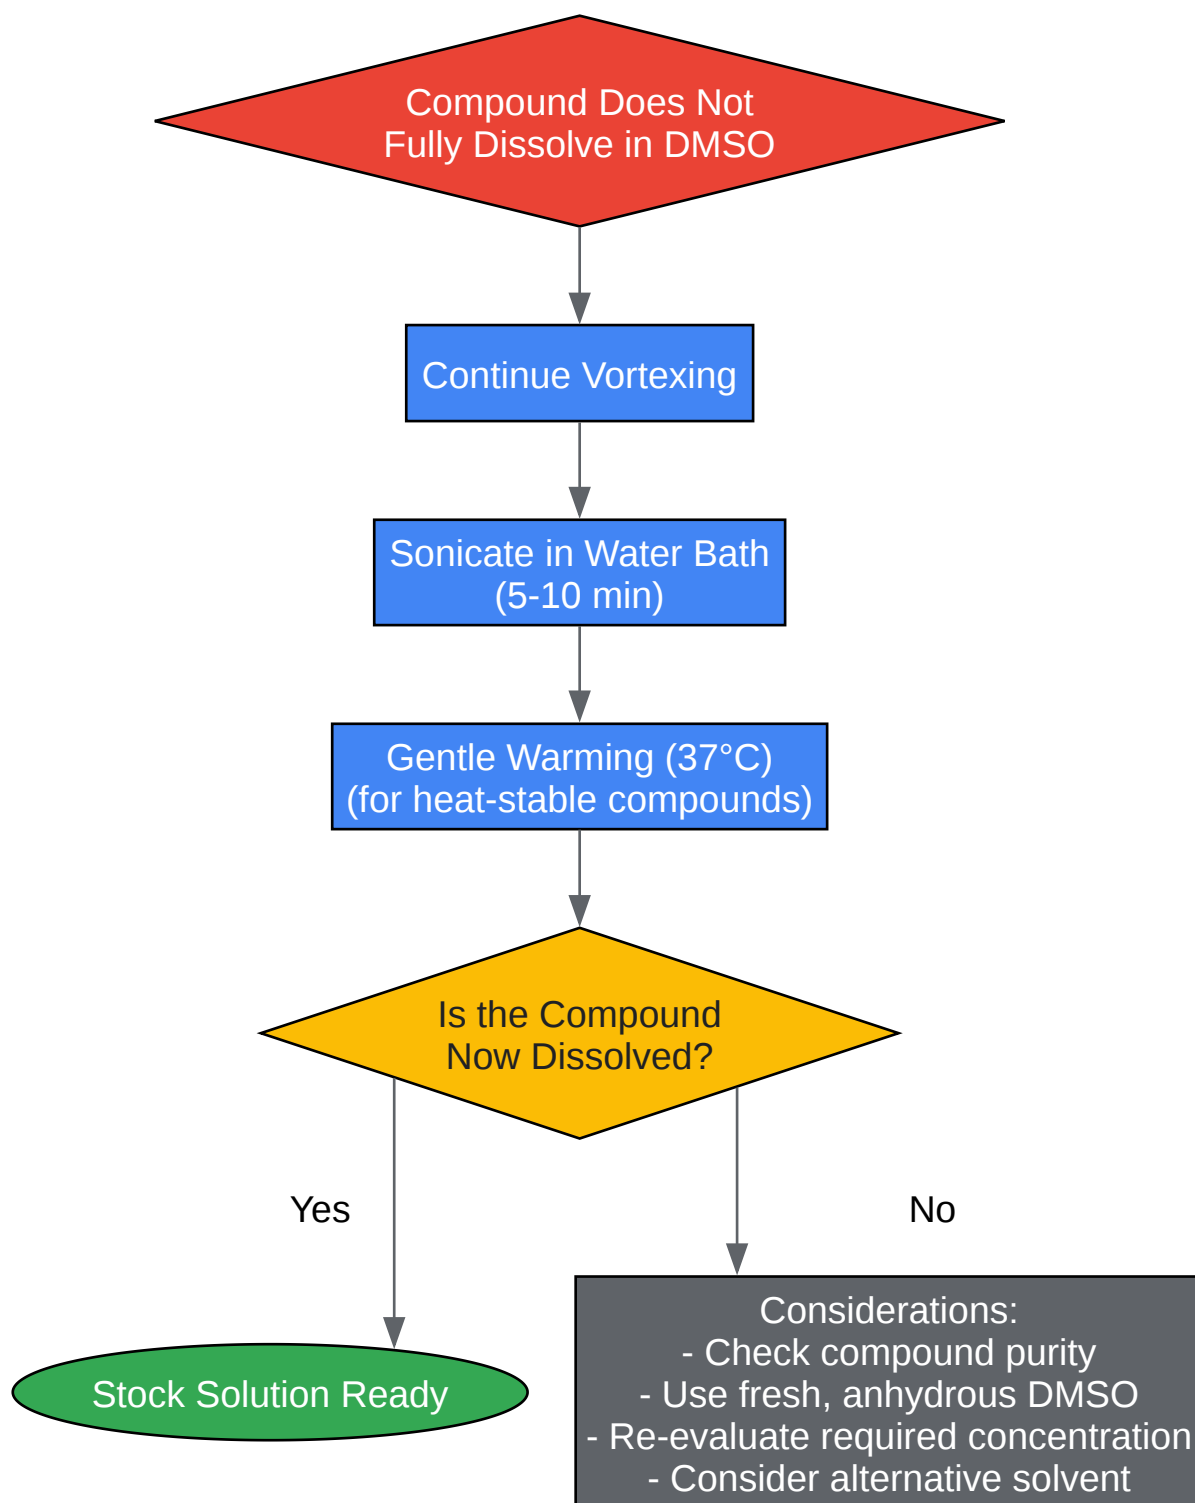 Compound Does Not
Fully Dissolve in DMSO
Continue Vortexing
Sonicate in Water Bath
(5-10 min)
Gentle Warming (37°C)
(for heat-stable compounds)
Is the Compound
Now Dissolved?
Yes
No
Stock Solution Ready
Considerations:
- Check compound purity
- Use fresh, anhydrous DMSO
- Re-evaluate required concentration
- Consider alternative solvent